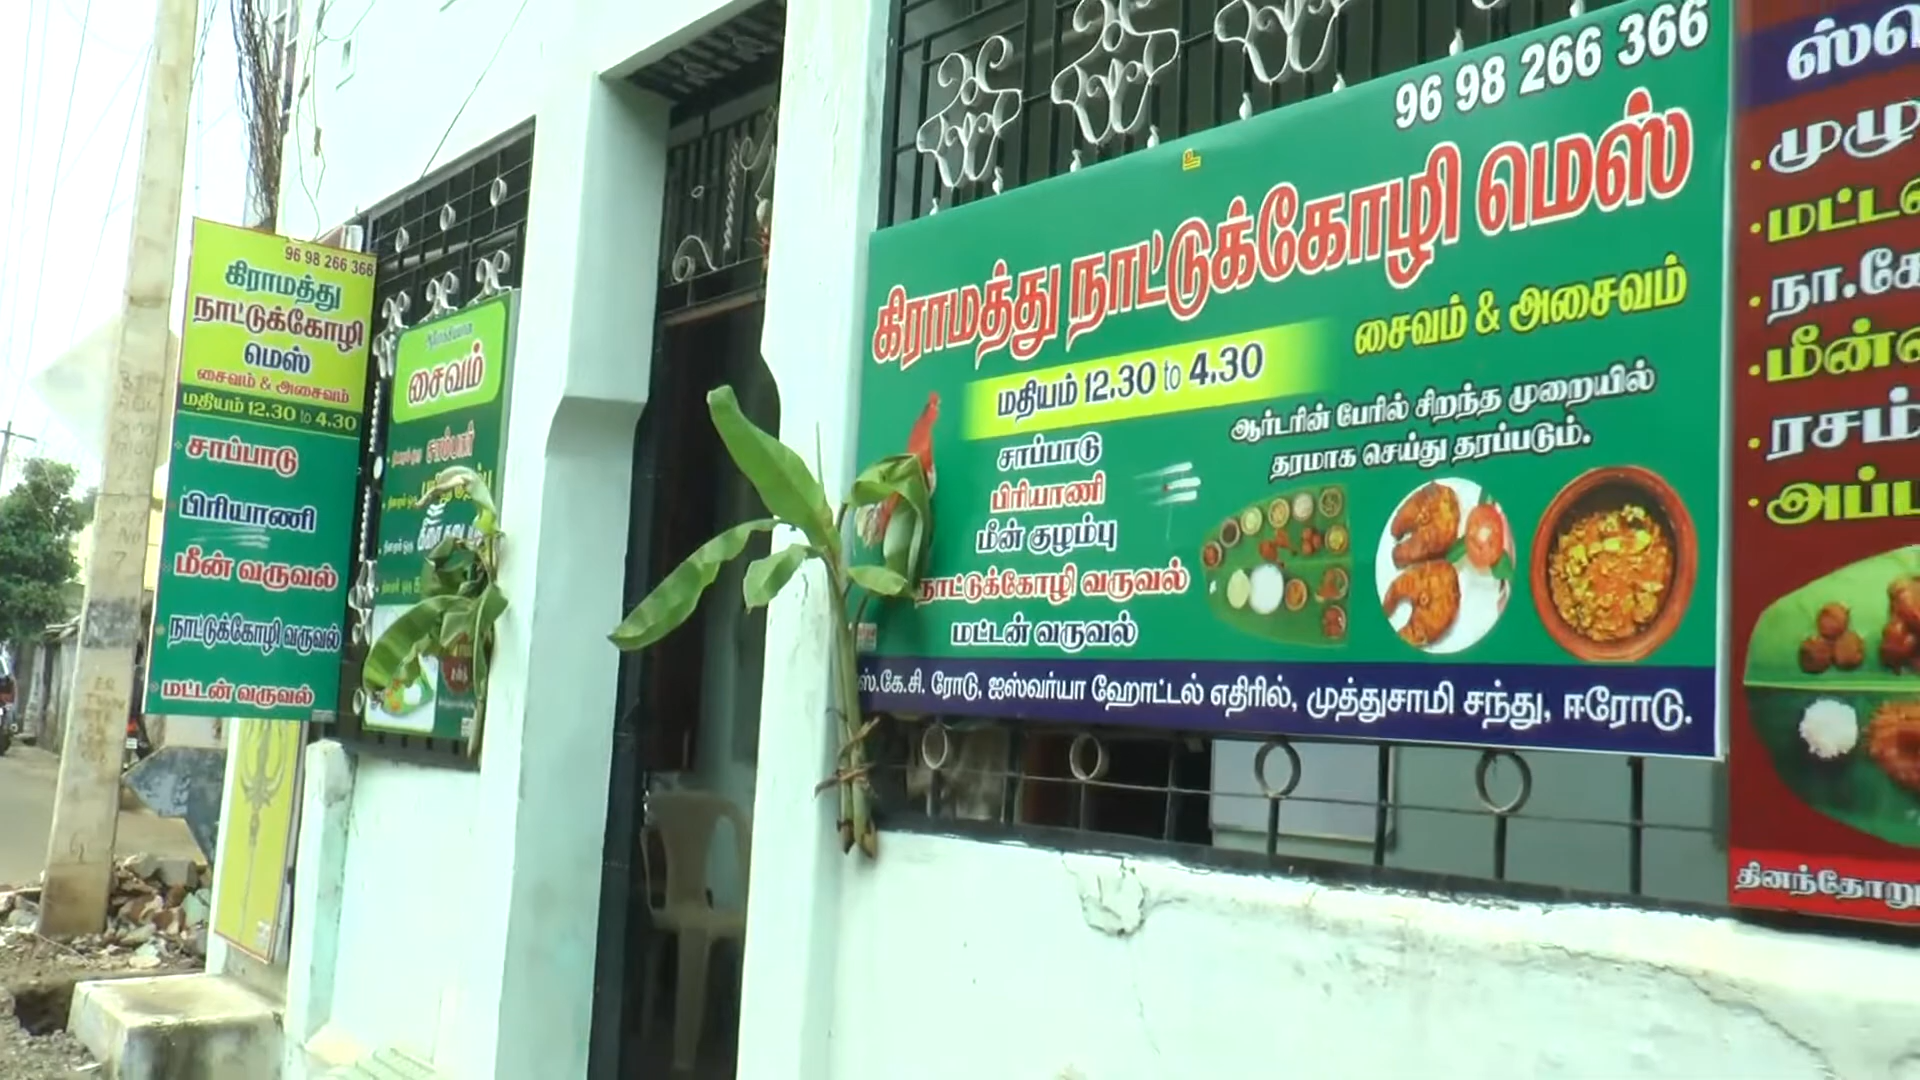 96 98 266 366
கிராமத்து
நாட்டுக்கோழி
மெஸ்
சைவம் & அசைவம்
மதியம் 12.30 to 4.30
சாப்பாடு
பிரியாணி
மீன் வருவல்
நாட்டுக்கோழி வருவல்
மட்டன் வருவல்
சைவம்
96 98 266 366
உ
கிராமத்து நாட்டுக்கோழி மெஸ்
சைவம் & அசைவம்
மதியம் 12.30 to 4.30
ஆர்டரின் பேரில் சிறந்த முறையில்
தரமாக செய்து தரப்படும்.
சாப்பாடு
பிரியாணி
மீன் குழம்பு
நாட்டுக்கோழி வருவல்
மட்டன் வருவல்
ஸ்.கே.சி. ரோடு, ஐஸ்வர்யா ஹோட்டல் எதிரில், முத்துசாமி சந்து, ஈரோடு.
முழு
நா.கே
ரசம்